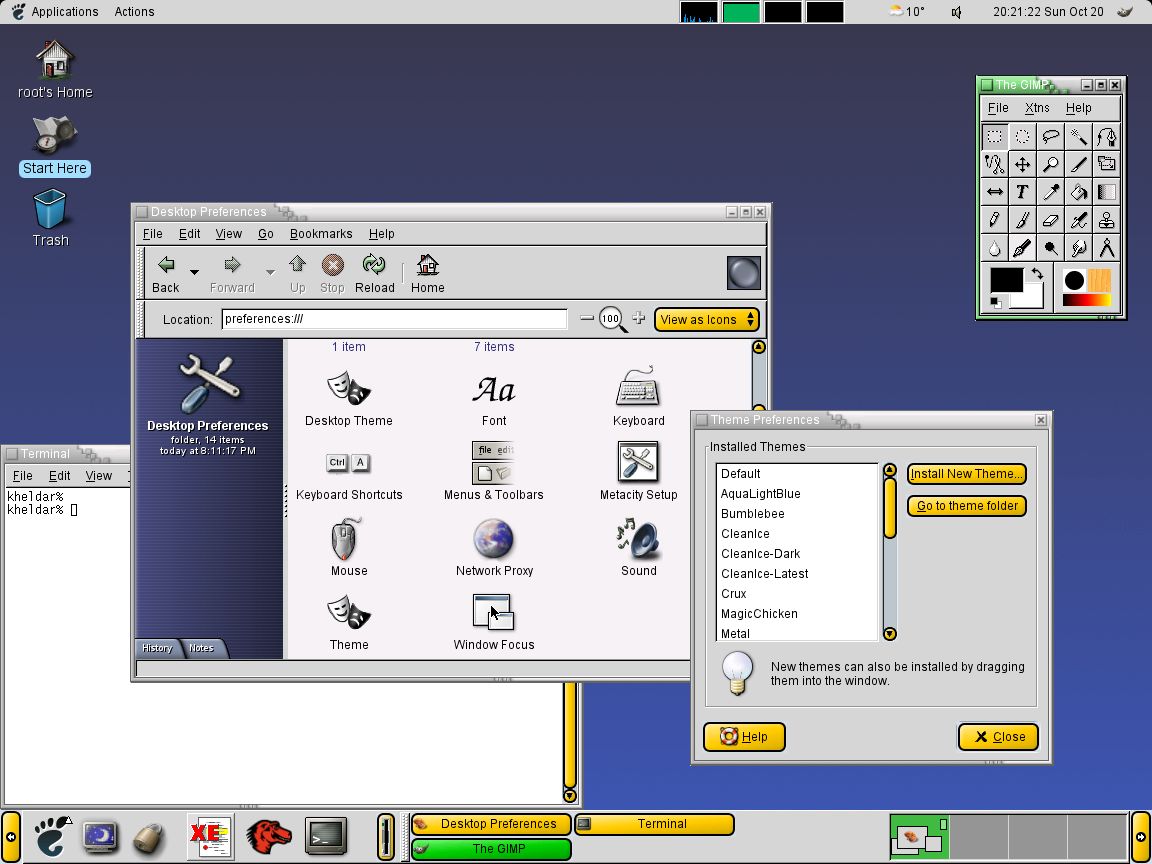 Applications Actions 10° 20:21:22 Sun Oct 20
root's Home
Start Here
Trash
The GIMP
File Xtns Help
Desktop Preferences
File Edit View Go Bookmarks Help
Back Forward Up Stop Reload Home
Location: preferences:/// 100 View as Icons
1 item 7 items
Desktop Preferences
folder, 14 items
today at 8:11:17 PM
Aa
Desktop Theme Font Keyboard
Ctrl A file edit
Keyboard Shortcuts Menus & Toolbars Metacity Setup
Mouse Network Proxy Sound
Theme Window Focus
History Notes
Terminal
File Edit View
kheldar%
kheldar%
Theme Preferences
Installed Themes
Default
AquaLightBlue
Bumblebee
CleanIce
CleanIce-Dark
CleanIce-Latest
Crux
MagicChicken
Metal
Install New Theme...
Go to theme folder
New themes can also be installed by dragging
them into the window.
Help Close
XE
Desktop Preferences Terminal
The GIMP